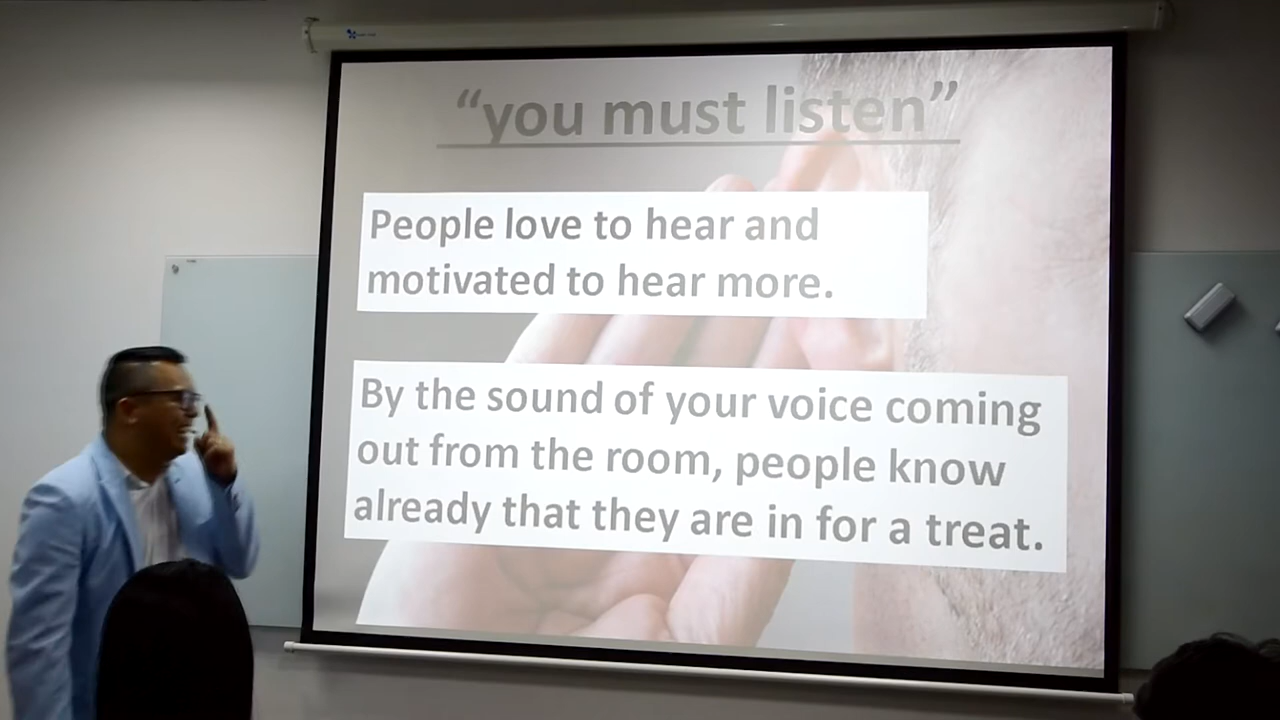 “you must listen”
People love to hear and
motivated to hear more.
By the sound of your voice coming
out from the room, people know
already that they are in for a treat.